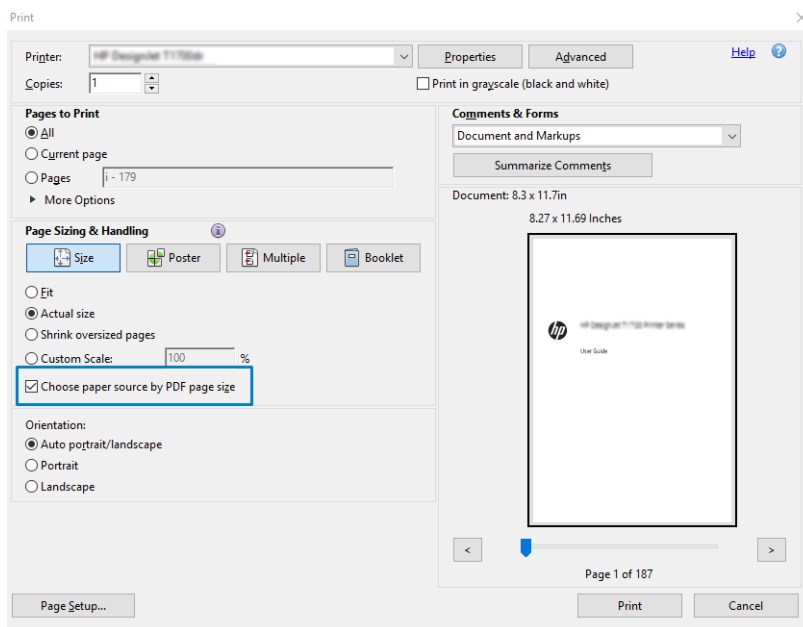 Print
Printer: HP DesignJet T1700dr
Properties
Advanced
Help
Copies: 1
Print in grayscale (black and white)
Pages to Print
All
Current page
Pages i - 179
More Options
Comments & Forms
Document and Markups
Summarize Comments
Page Sizing & Handling
Size
Poster
Multiple
Booklet
Fit
Actual size
Shrink oversized pages
Custom Scale: 100 %
Choose paper source by PDF page size
Orientation:
Auto portrait/landscape
Portrait
Landscape
Document: 8.3 x 11.7in
8.27 x 11.69 Inches
hp
User Guide
<
>
Page 1 of 187
Page Setup...
Print
Cancel